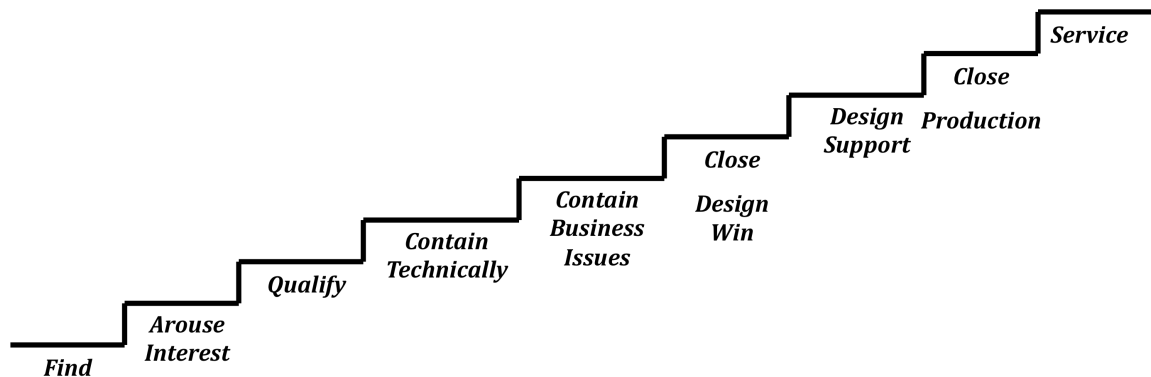 Find
Arouse
Interest
Qualify
Contain
Technically
Contain
Business
Issues
Close
Design
Win
Design
Support
Close
Production
Service